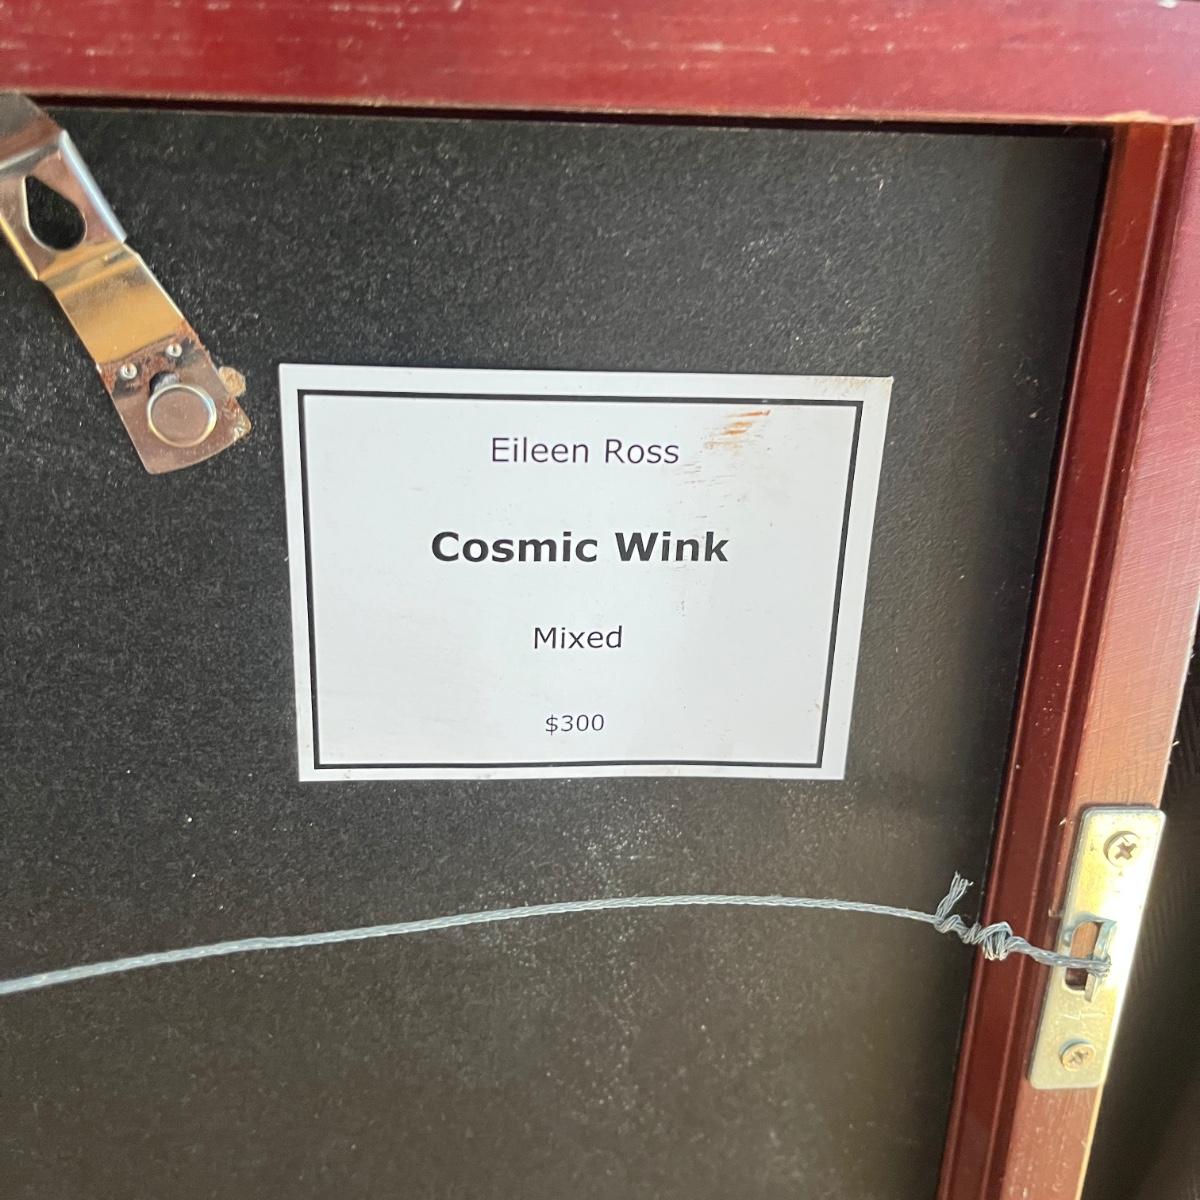 Eileen Ross
Cosmic Wink
Mixed
$300